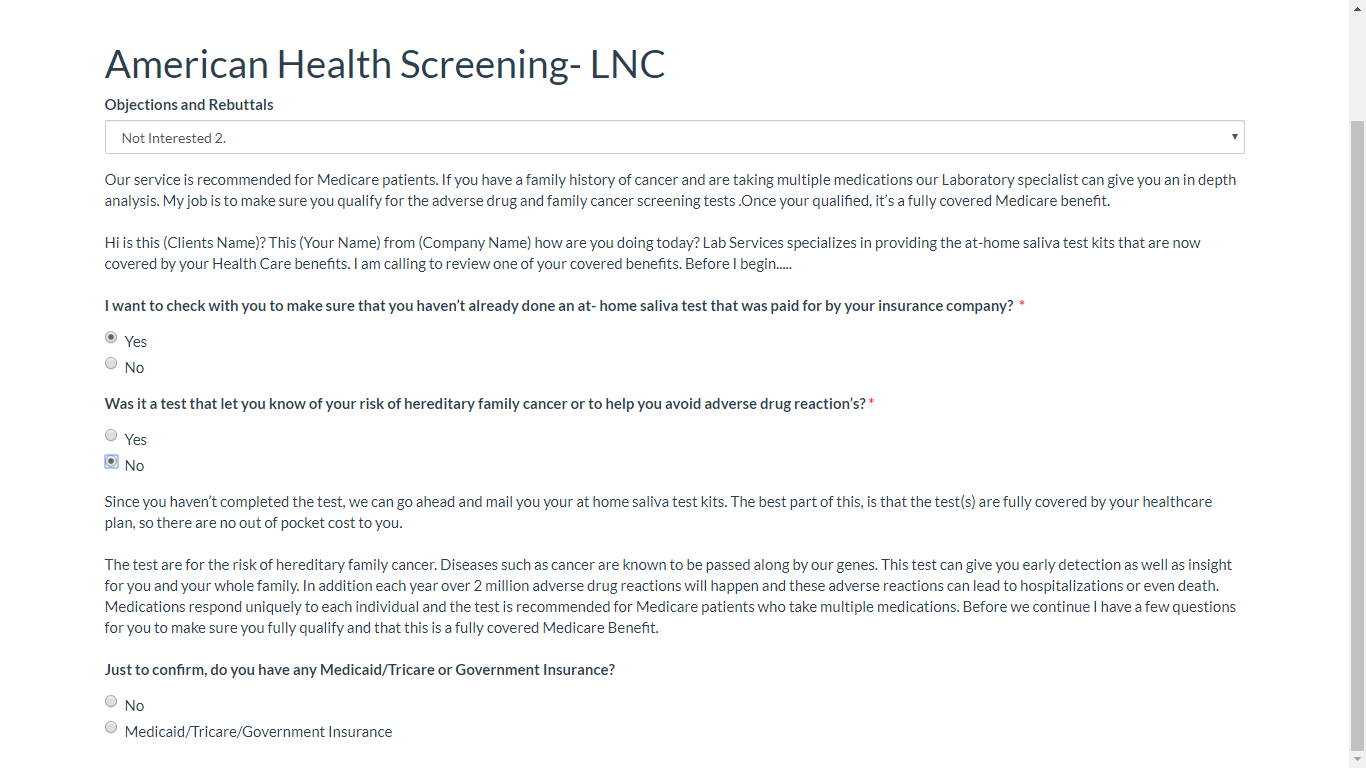 American Health Screening- LNC
Objections and Rebuttals
Not Interested 2.
Our service is recommended for Medicare patients. If you have a family history of cancer and are taking multiple medications our Laboratory specialist can give you an in depth
analysis. My job is to make sure you qualify for the adverse drug and family cancer screening tests .Once your qualified, it’s a fully covered Medicare benefit.
Hi is this (Clients Name)? This (Your Name) from (Company Name) how are you doing today? Lab Services specializes in providing the at-home saliva test kits that are now
covered by your Health Care benefits. I am calling to review one of your covered benefits. Before I begin.....
I want to check with you to make sure that you haven’t already done an at- home saliva test that was paid for by your insurance company? *
Yes
No
Was it a test that let you know of your risk of hereditary family cancer or to help you avoid adverse drug reaction’s? *
Yes
No
Since you haven’t completed the test, we can go ahead and mail you your at home saliva test kits. The best part of this, is that the test(s) are fully covered by your healthcare
plan, so there are no out of pocket cost to you.
The test are for the risk of hereditary family cancer. Diseases such as cancer are known to be passed along by our genes. This test can give you early detection as well as insight
for you and your whole family. In addition each year over 2 million adverse drug reactions will happen and these adverse reactions can lead to hospitalizations or even death.
Medications respond uniquely to each individual and the test is recommended for Medicare patients who take multiple medications. Before we continue I have a few questions
for you to make sure you fully qualify and that this is a fully covered Medicare Benefit.
Just to confirm, do you have any Medicaid/Tricare or Government Insurance?
No
Medicaid/Tricare/Government Insurance